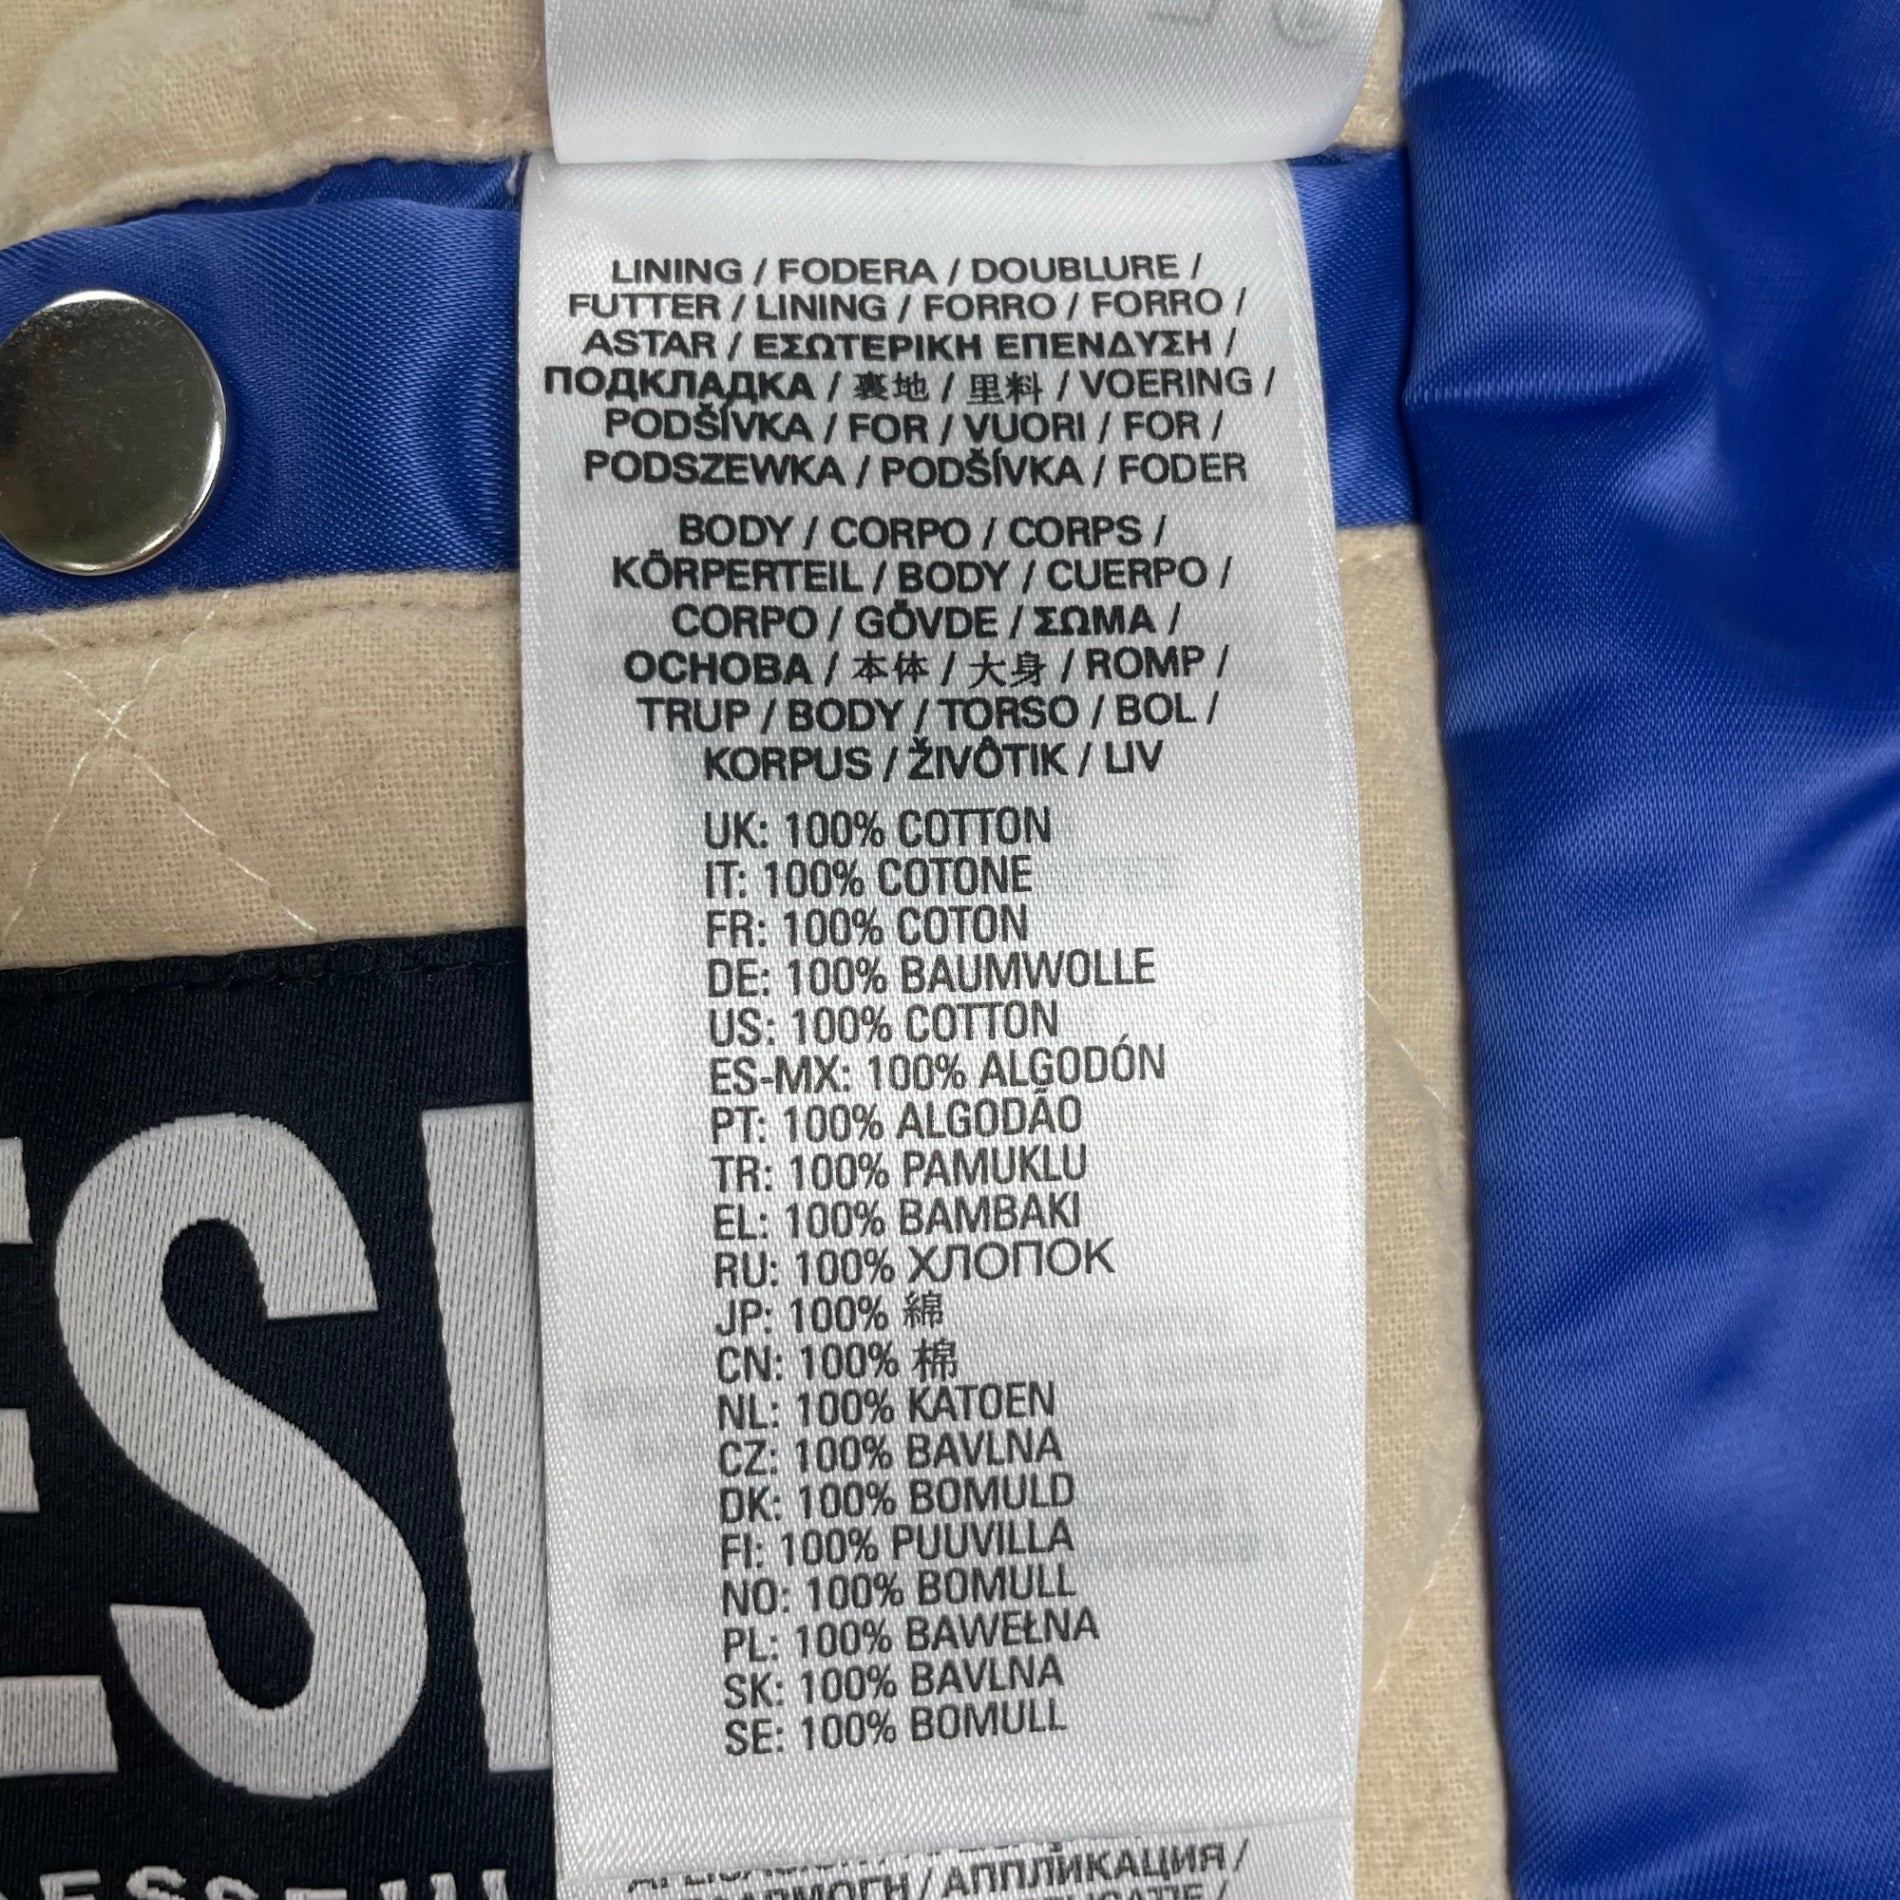 LINING / FODERA / DOUBLURE /
FUTTER / LINING / FORRO / FORRO /
ASTAR / ΕΣΩΤΕΡΙΚΗ ΕΠΕΝΔΥΣΗ /
ПОДКЛАДКА / 裏地 / 里料 / VOERING /
PODŠÍVKA / FOR / VUORI / FOR /
PODSZEWKA / PODŠÍVKA / FODER
BODY / CORPO / CORPS /
KÖRPERTEIL / BODY / CUERPO /
CORPO / GÖVDE / ΣΩΜΑ /
ОСНОВА / 本体 / 大身 / ROMP /
TRUP / BODY / TORSO / BOL /
KORPUS / ŽIVÔTIK / LIV
UK: 100% COTTON
IT: 100% COTONE
FR: 100% COTON
DE: 100% BAUMWOLLE
US: 100% COTTON
ES-MX: 100% ALGODÓN
PT: 100% ALGODÃO
TR: 100% PAMUKLU
EL: 100% ΒΑΜΒΑΚΙ
RU: 100% ХЛОПОК
JP: 100% 綿
CN: 100% 棉
NL: 100% KATOEN
CZ: 100% BAVLNA
DK: 100% BOMULD
FI: 100% PUUVILLA
NO: 100% BOMULL
PL: 100% BAWEŁNA
SK: 100% BAVLNA
SE: 100% BOMULL
/ АППЛИКАЦИЯ /
ESI